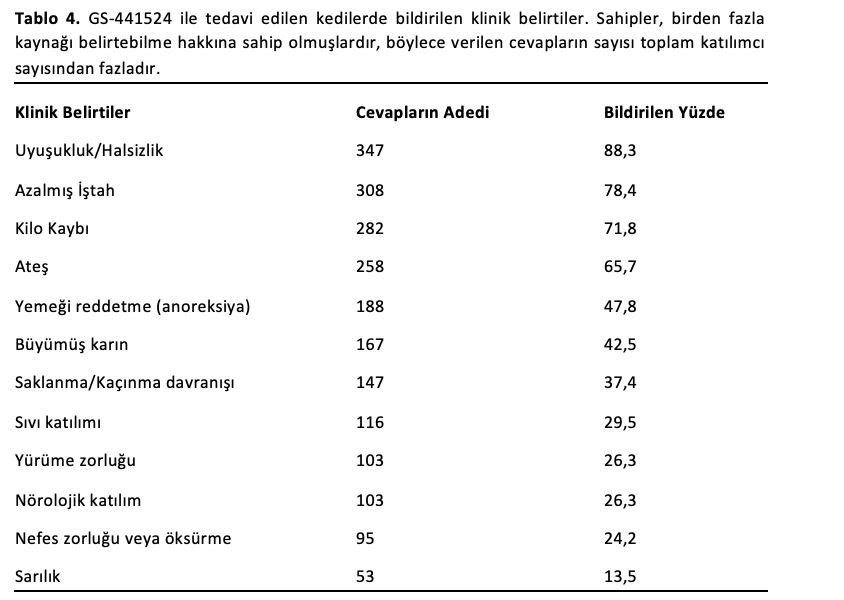 Tablo 4. GS-441524 ile tedavi edilen kedilerde bildirilen klinik belirtiler. Sahipler, birden fazla
kaynağı belirtebilme hakkına sahip olmuşlardır, böylece verilen cevapların sayısı toplam katılımcı
sayısından fazladır.
Klinik Belirtiler Cevapların Adedi Bildirilen Yüzde
Uyuşukluk/Halsizlik 347 88,3
Azalmış İştah 308 78,4
Kilo Kaybı 282 71,8
Ateş 258 65,7
Yemeği reddetme (anoreksiya) 188 47,8
Büyümüş karın 167 42,5
Saklanma/Kaçınma davranışı 147 37,4
Sıvı katılımı 116 29,5
Yürüme zorluğu 103 26,3
Nörolojik katılım 103 26,3
Nefes zorluğu veya öksürme 95 24,2
Sarılık 53 13,5